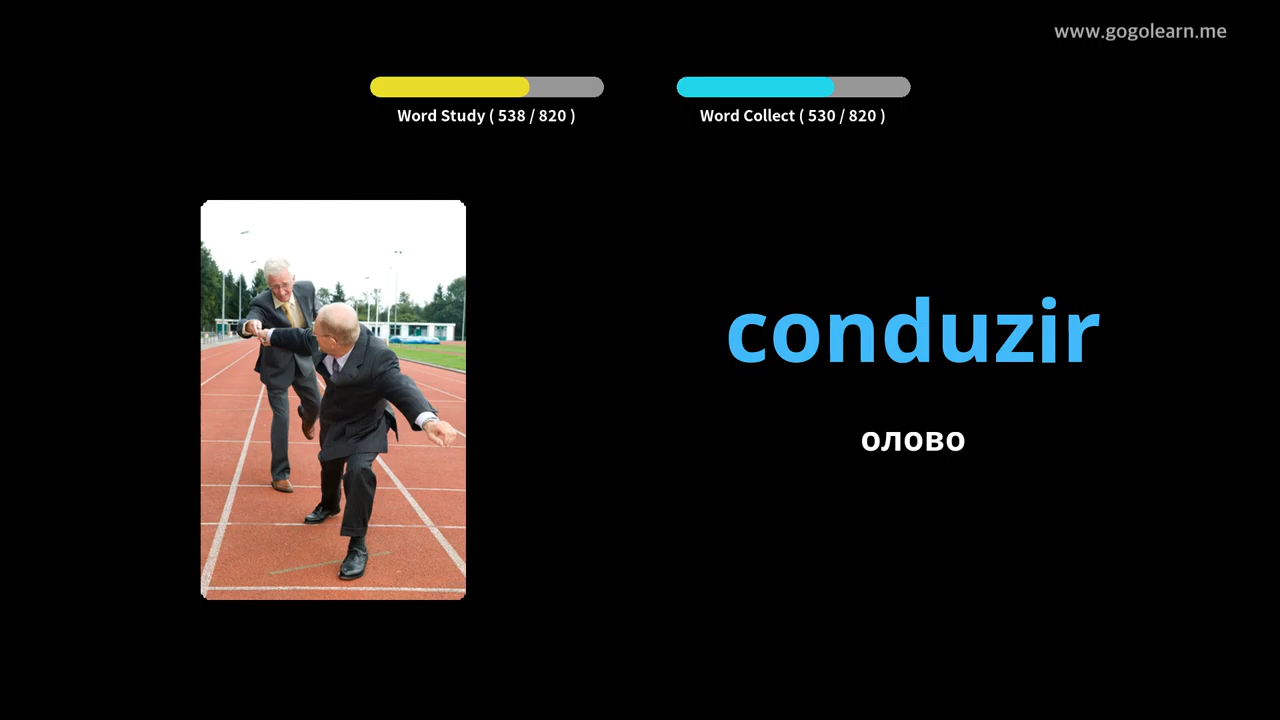 www.gogolearn.me
Word Study ( 538 / 820 )
Word Collect ( 530 / 820 )
conduzir
олово